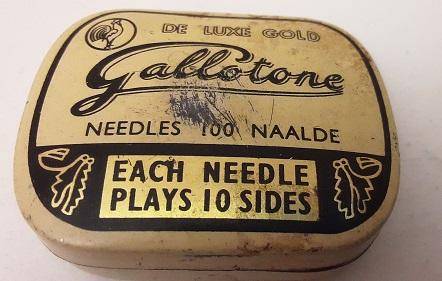 DE LUXE GOLD
Gallotone
NEEDLES 100 NAALDE
EACH NEEDLE
PLAYS 10 SIDES